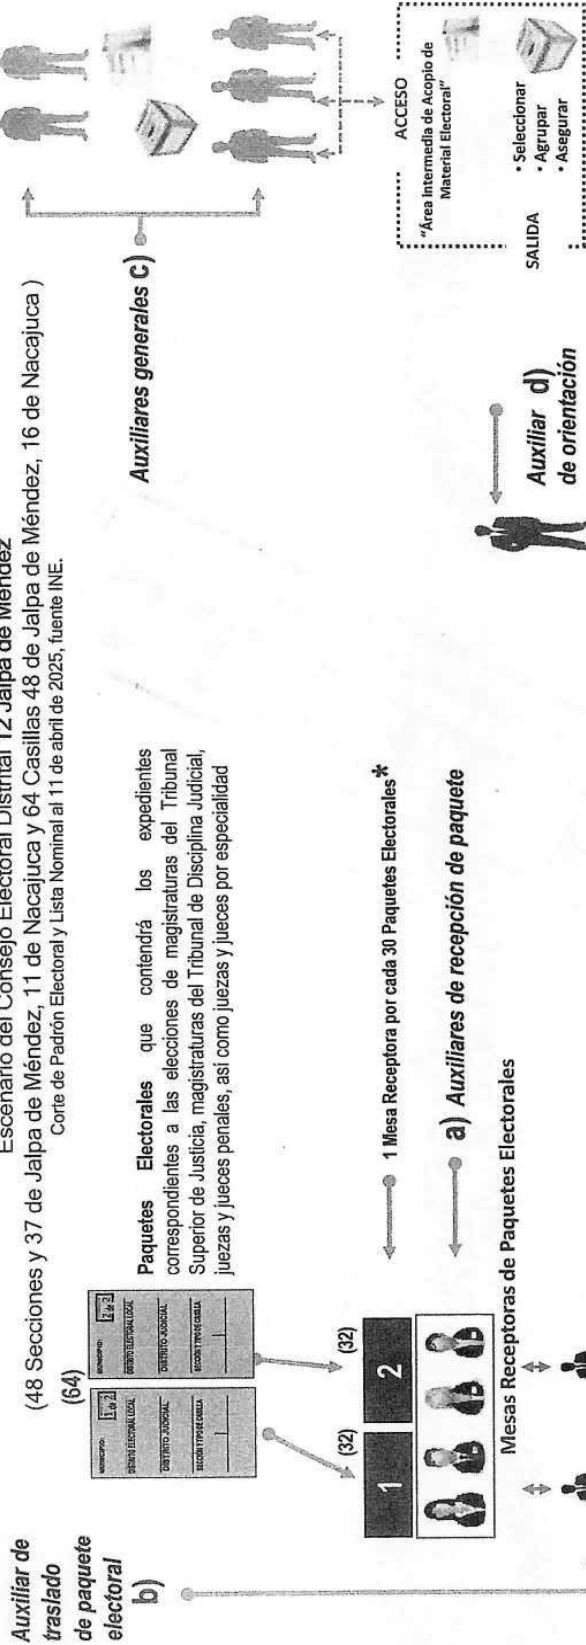 Escenario del Consejo Electoral Distrital 12 Jalpa de Méndez
(48 Secciones y 37 de Jalpa de Méndez, 11 de Nacajuca y 64 Casillas 48 de Jalpa de Méndez, 16 de Nacajuca )
Corte de Padrón Electoral y Lista Nominal al 11 de abril de 2025, fuente INE.
Auxiliar de
traslado
de paquete
electoral
b)
(64)
MUNICIPIO:
1 de 2
DISTRITO ELECTORAL LOCAL
DISTRITO JUDICIAL
SECCIÓN Y TIPO DE CASILLA
MUNICIPIO:
2 de 2
DISTRITO ELECTORAL LOCAL
DISTRITO JUDICIAL
SECCIÓN Y TIPO DE CASILLA
Paquetes Electorales que contendrá los expedientes
correspondientes a las elecciones de magistraturas del Tribunal
Superior de Justicia, magistraturas del Tribunal de Disciplina Judicial,
juezas y jueces penales, así como juezas y jueces por especialidad
(32)
(32)
1
2
1 Mesa Receptora por cada 30 Paquetes Electorales*
a) Auxiliares de recepción de paquete
Mesas Receptoras de Paquetes Electorales
Auxiliares generales c)
Auxiliar d)
de orientación
ACCESO
"Área Intermedia de Acopio de
Material Electoral"
SALIDA
• Seleccionar
• Agrupar
• Asegurar